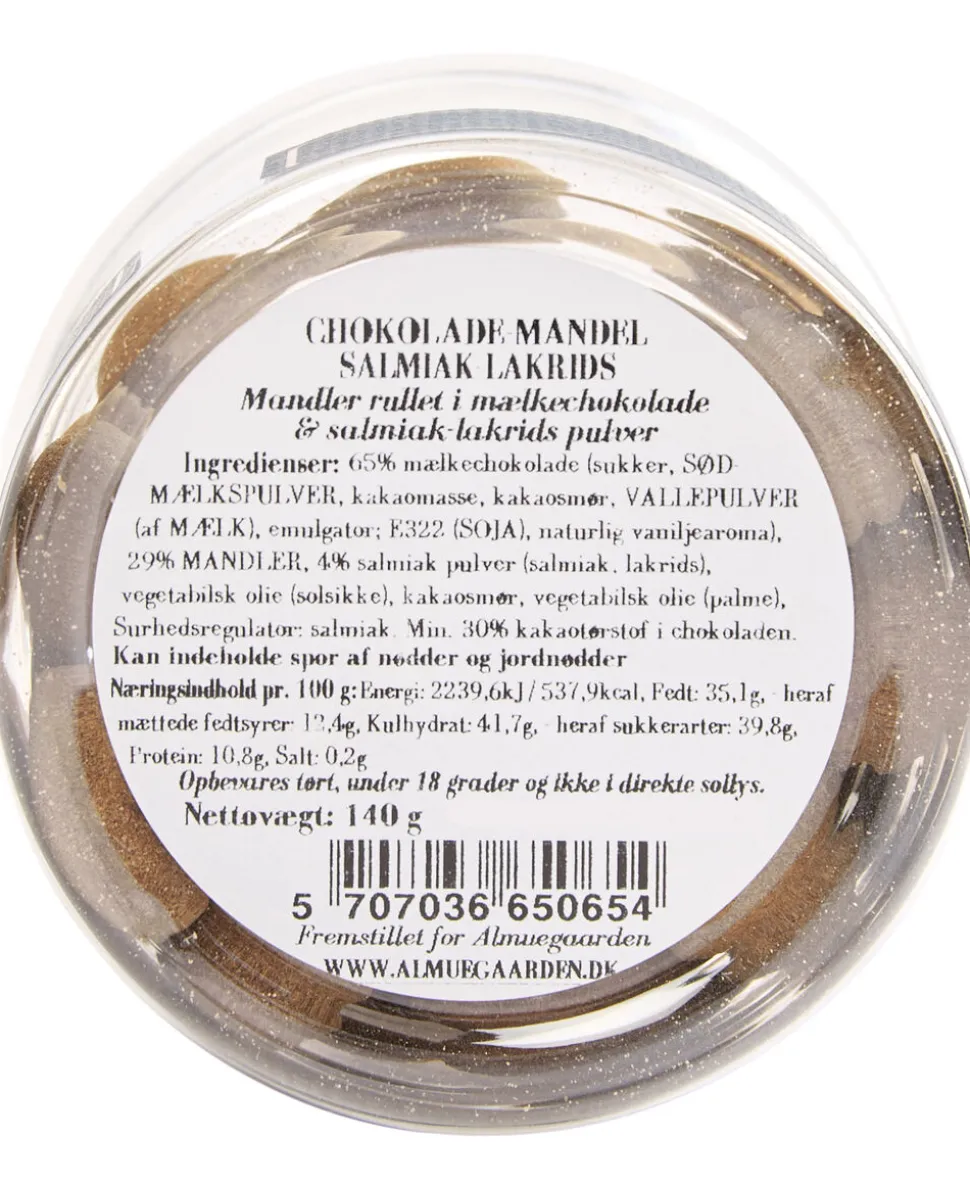 CHOKOLADE-MANDEL
SALMIAK LAKRIDS
Mandler rullet i mælkechokolade
& salmiak-lakrids pulver
Ingredienser: 65% mælkechokolade (sukker, SØD-
MÆLKSPULVER, kakaomasse, kakaosmør, VALLEPULVER
(af MÆLK), emulgator; E322 (SOJA), naturlig vaniljearoma),
29% MANDLER, 4% salmiak pulver (salmiak, lakrids),
vegetabilsk olie (solsikke), kakaosmør, vegetabilsk olie (palme),
Surhedsregulator: salmiak. Min. 30% kakaotørstof i chokoladen.
Kan indeholde spor af nødder og jordnødder
Næringsindhold pr. 100 g: Energi: 2239,6kJ / 537,9kcal, Fedt: 35,1g, - heraf
mættede fedtsyrer: 12,4g, Kulhydrat: 41,7g, - heraf sukkerarter: 39,8g,
Protein: 10,8g, Salt: 0,2g
Opbevares tørt, under 18 grader og ikke i direkte sollys.
Nettovægt: 140 g
5 707036 650654
Fremstillet for Almuegaarden
WWW.ALMUEGAARDEN.DK